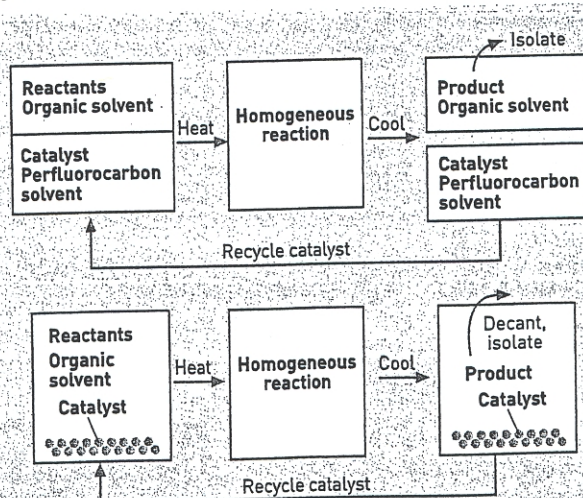 Isolate
Reactants
Organic solvent
Catalyst
Perfluorocarbon
solvent
Heat
Homogeneous
reaction
Cool
Product
Organic solvent
Catalyst
Perfluorocarbon
solvent
Recycle catalyst
Reactants
Organic
solvent
Catalyst
Heat
Homogeneous
reaction
Cool
Decant,
isolate
Product
Catalyst
Recycle catalyst